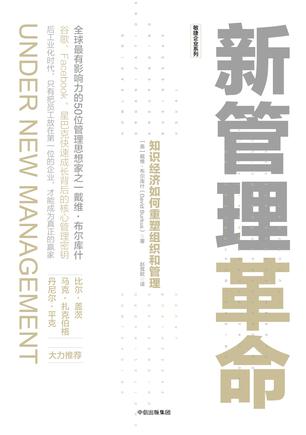 敏捷企业系列
新管理革命
知识经济如何重塑组织和管理
[美] 戴维·布尔库什 (David Burkus) 著
UNDER NEW MANAGEMENT
全球最有影响力的50位管理思想家之一戴维·布尔库什
谷歌、Facebook、星巴克快速成长背后的核心管理密钥
后工业化时代，只有把员工放在第一位的企业，才能成为真正的赢家
比尔·盖茨
马克·扎克伯格
丹尼尔·平克
大力推荐
中信出版集团